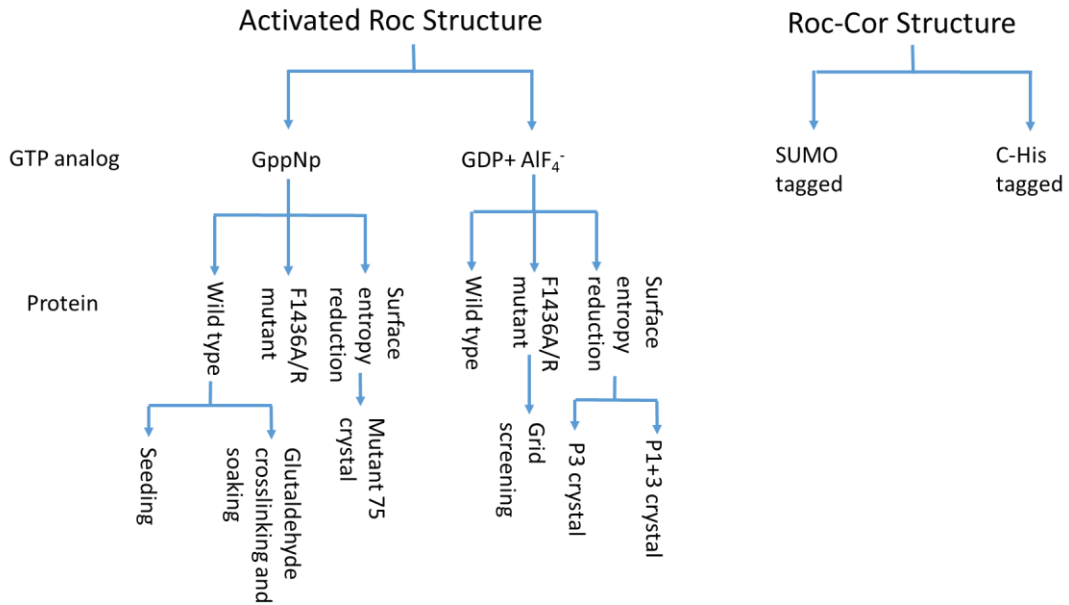 Activated Roc Structure
Roc-Cor Structure
GTP analog
GppNp
GDP+ AlF₄⁻
SUMO
tagged
C-His
tagged
Protein
Wild type
F1436A/R
mutant
Surface
entropy
reduction
Wild type
F1436A/R
mutant
Surface
entropy
reduction
Seeding
Glutaldehyde
crosslinking and
soaking
Mutant 75
crystal
Grid
screening
P3 crystal
P1+3 crystal